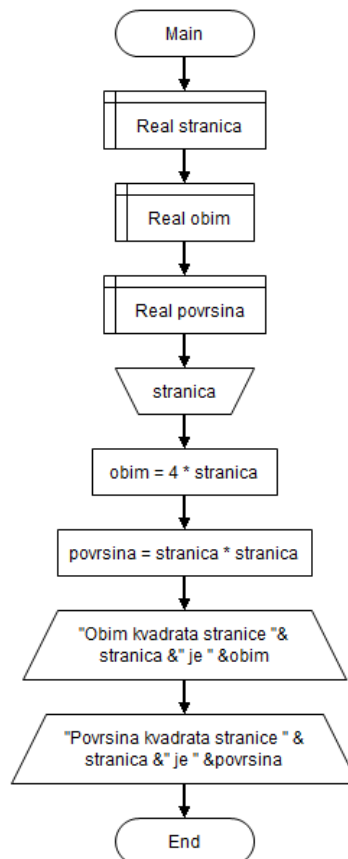 Main
Real stranica
Real obim
Real povrsina
stranica
obim = 4 * stranica
povrsina = stranica * stranica
"Obim kvadrata stranice "&
stranica &" je " &obim
"Povrsina kvadrata stranice " &
stranica &" je " &povrsina
End